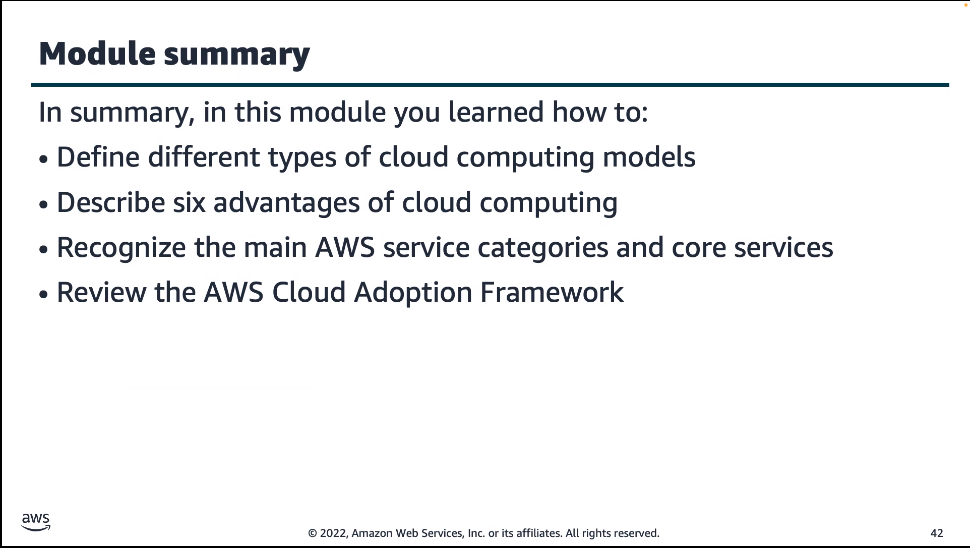 Module summary
In summary, in this module you learned how to:
• Define different types of cloud computing models
• Describe six advantages of cloud computing
• Recognize the main AWS service categories and core services
• Review the AWS Cloud Adoption Framework
aws
© 2022, Amazon Web Services, Inc. or its affiliates. All rights reserved.
42